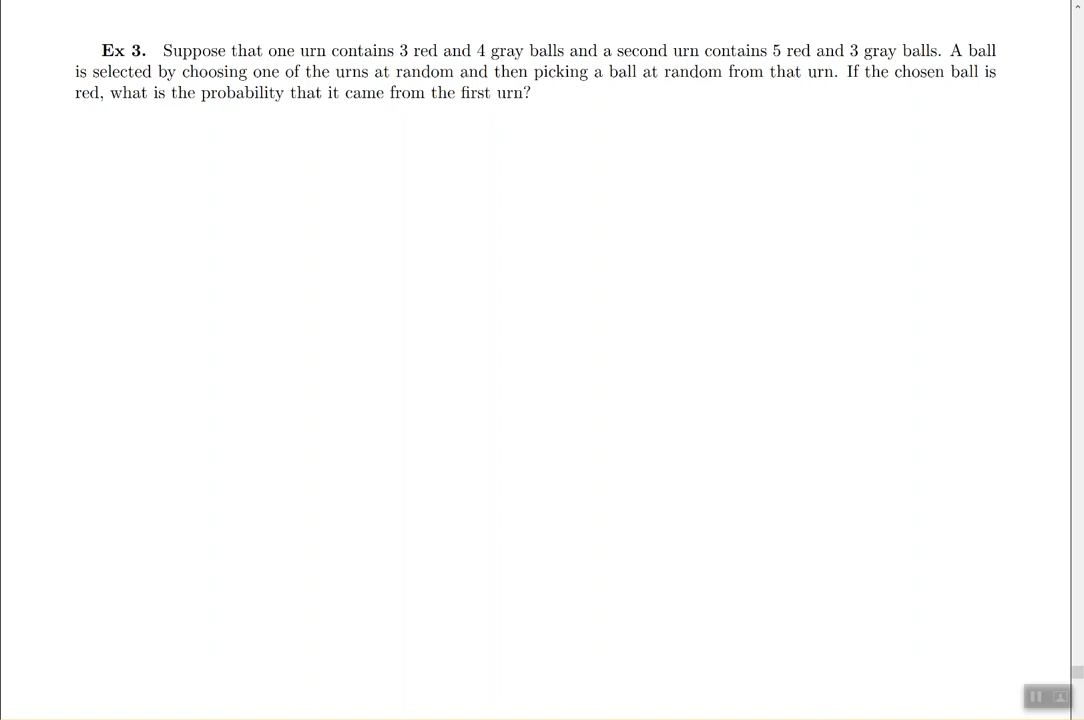 Ex 3. Suppose that one urn contains 3 red and 4 gray balls and a second urn contains 5 red and 3 gray balls. A ball
is selected by choosing one of the urns at random and then picking a ball at random from that urn. If the chosen ball is
red, what is the probability that it came from the first urn?